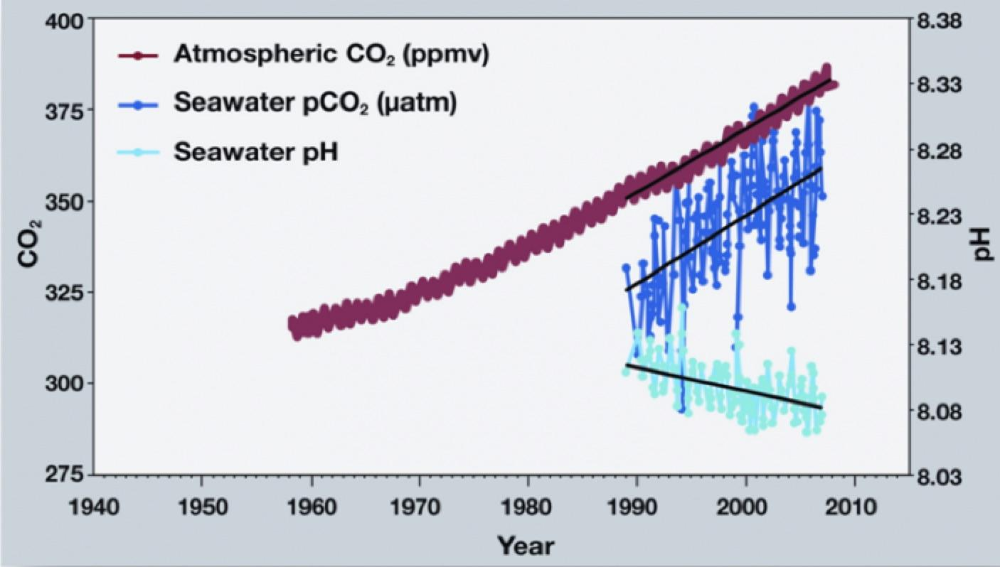 Atmospheric CO₂ (ppmv)
Seawater pCO₂ (µatm)
Seawater pH
400
375
350
325
300
275
CO₂
8.38
8.33
8.28
8.23
8.18
8.13
8.08
8.03
pH
1940 1950 1960 1970 1980 1990 2000 2010
Year